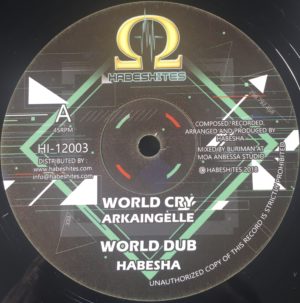 HABESHITES
A
45RPM
HI-12003
DISTRIBUTED BY :
www.habeshites.com
info@habeshites.com
COMPOSED, RECORDED,
ARRANGED AND PRODUCED BY
HABESHA
MIXED BY BURIMAN AT
MOA ANBESSA STUDIO
© HABESHITES 2018
WORLD CRY
ARKAINGÈLLE
WORLD DUB
HABESHA
UNAUTHORIZED COPY OF THIS RECORD IS STRICTLY PROHIBITED